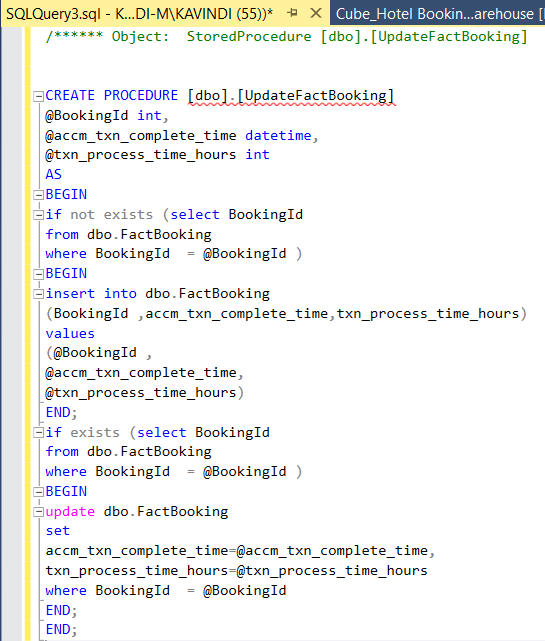 SQLQuery3.sql - K...DI-M\KAVINDI (55))*
Cube_Hotel Bookin...arehouse [
/****** Object:  StoredProcedure [dbo].[UpdateFactBooking]
CREATE PROCEDURE [dbo].[UpdateFactBooking]
@BookingId int,
@accm_txn_complete_time datetime,
@txn_process_time_hours int
AS
BEGIN
if not exists (select BookingId
from dbo.FactBooking
where BookingId  = @BookingId )
BEGIN
insert into dbo.FactBooking
(BookingId ,accm_txn_complete_time,txn_process_time_hours)
values
(@BookingId ,
@accm_txn_complete_time,
@txn_process_time_hours)
END;
if exists (select BookingId
from dbo.FactBooking
where BookingId  = @BookingId )
BEGIN
update dbo.FactBooking
set
accm_txn_complete_time=@accm_txn_complete_time,
txn_process_time_hours=@txn_process_time_hours
where BookingId  = @BookingId
END;
END;